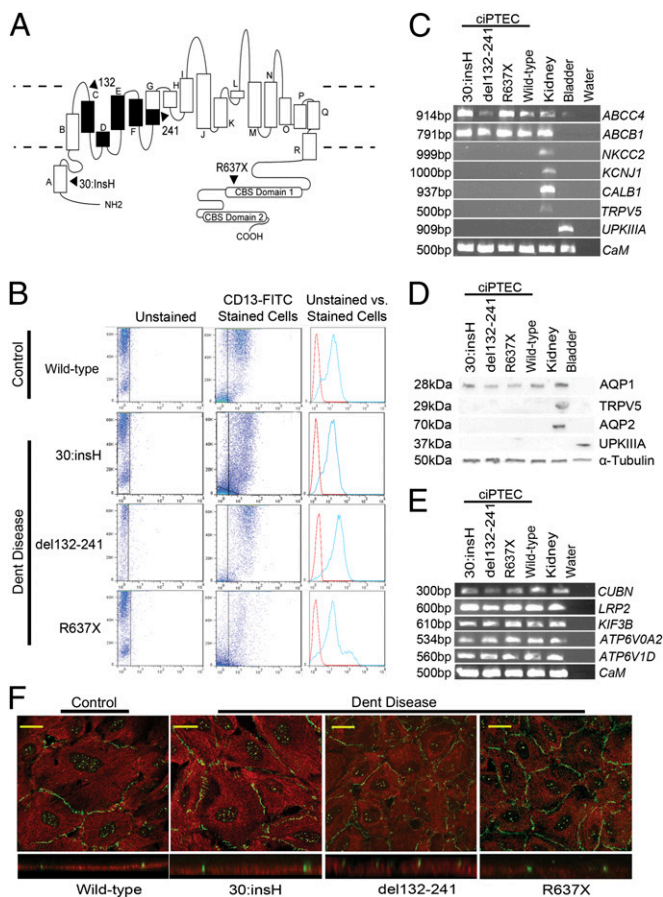 A
132
C
E
G
H
I
L
N
P
Q
B
D
F
241
J
K
M
O
R
A
30:InsH
NH2
R637X
CBS Domain 1
CBS Domain 2
COOH
B
Unstained
CD13-FITC
Stained Cells
Unstained vs.
Stained Cells
Control
Wild-type
Dent Disease
30:insH
del132-241
R637X
C
ciPTEC
30:insH
del132-241
R637X
Wild-type
Kidney
Bladder
Water
914bp ABCC4
791bp ABCB1
999bp NKCC2
1000bp KCNJ1
937bp CALB1
500bp TRPV5
909bp UPKIIIA
500bp CaM
D
ciPTEC
30:insH
del132-241
R637X
Wild-type
Kidney
Bladder
28kDa AQP1
29kDa TRPV5
70kDa AQP2
37kDa UPKIIIA
50kDa α-Tubulin
E
ciPTEC
30:insH
del132-241
R637X
Wild-type
Kidney
Water
300bp CUBN
600bp LRP2
610bp KIF3B
534bp ATP6V0A2
560bp ATP6V1D
500bp CaM
F
Control
Dent Disease
Wild-type
30:insH
del132-241
R637X